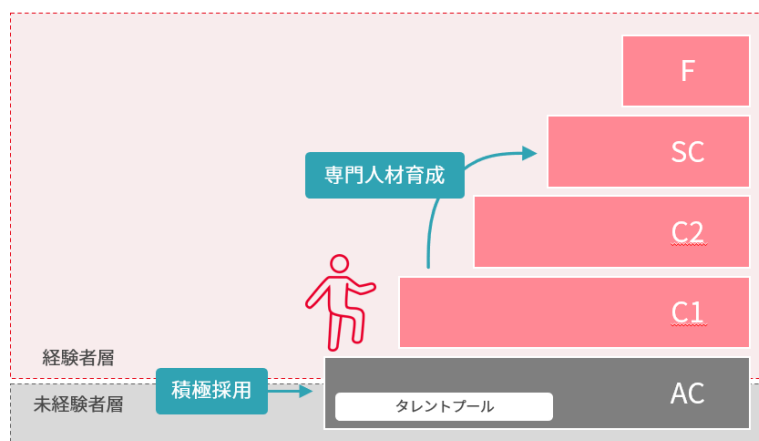 F
SC
専門人材育成
C2
C1
経験者層
積極採用
未経験者層
AC
タレントプール